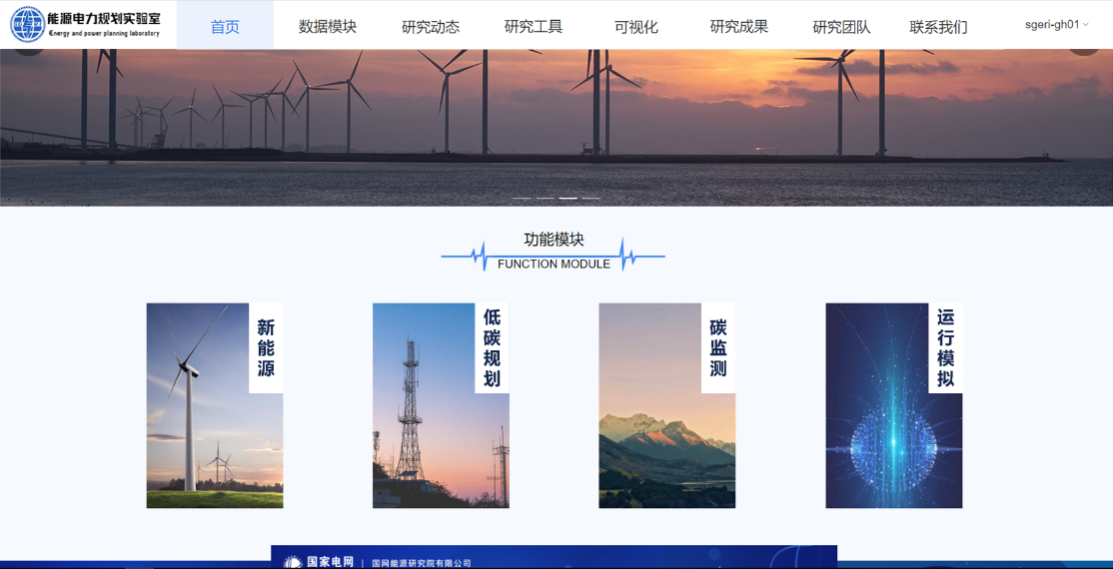 能源电力规划实验室
Energy and power planning laboratory
首页
数据模块
研究动态
研究工具
可视化
研究成果
研究团队
联系我们
sgeri-gh01
功能模块
FUNCTION MODULE
新能源
低碳规划
碳监测
运行模拟
国家电网 | 国网能源研究院有限公司